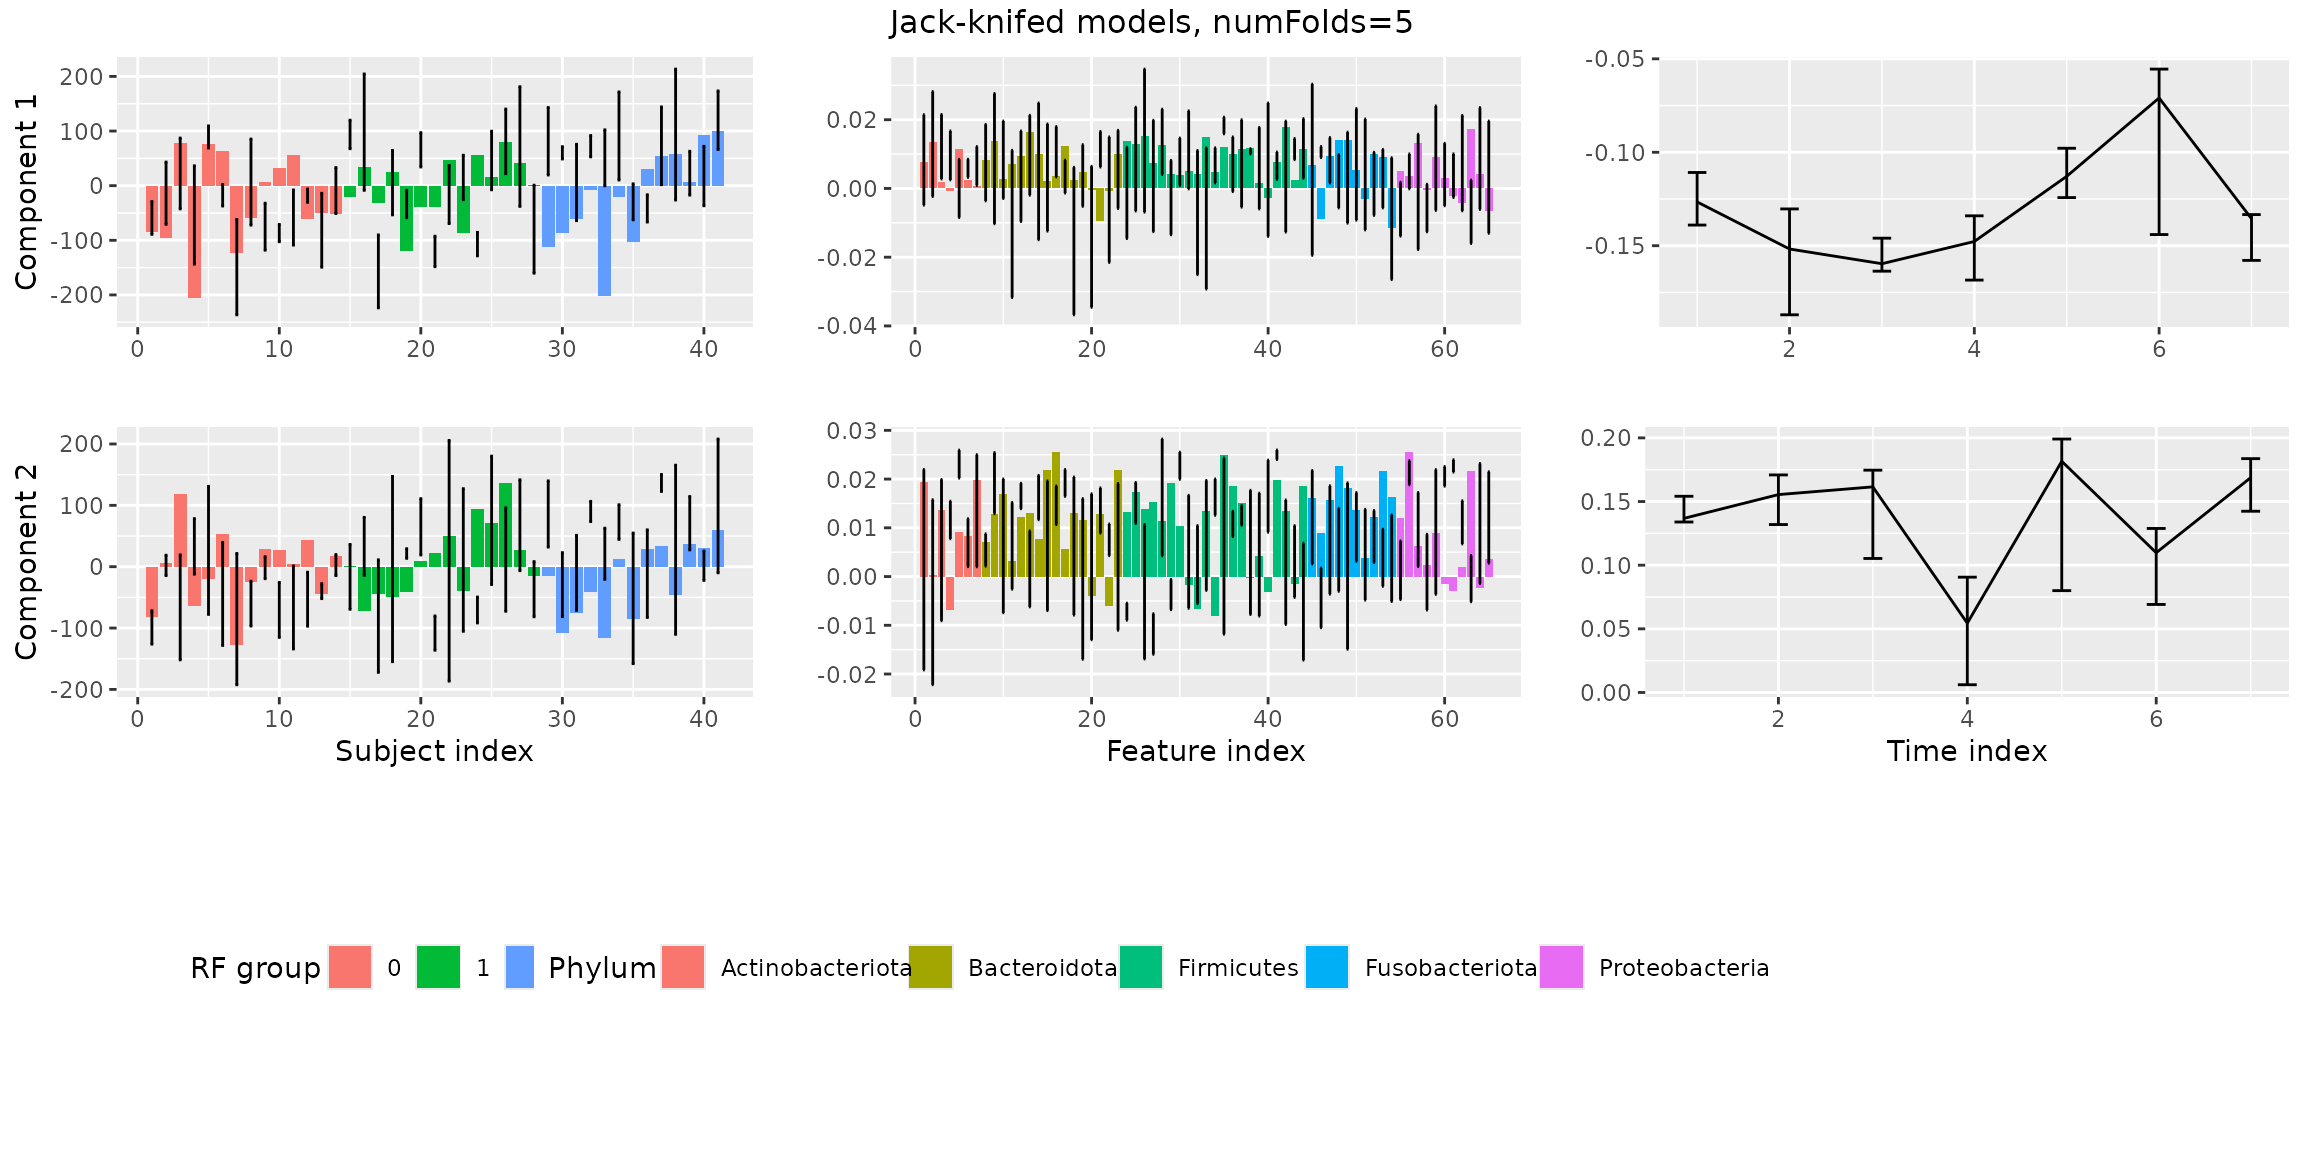 Jack-knifed models, numFolds=5
Component 1
200
100
0
-100
-200
0 10 20 30 40
0.02
0.00
-0.02
-0.04
0 20 40 60
-0.05
-0.10
-0.15
2 4 6
Component 2
200
100
0
-100
-200
0 10 20 30 40
Subject index
0.03
0.02
0.01
0.00
-0.01
-0.02
0 20 40 60
Feature index
0.20
0.15
0.10
0.05
0.00
2 4 6
Time index
RF group 0 1 Phylum Actinobacteriota Bacteroidota Firmicutes Fusobacteriota Proteobacteria